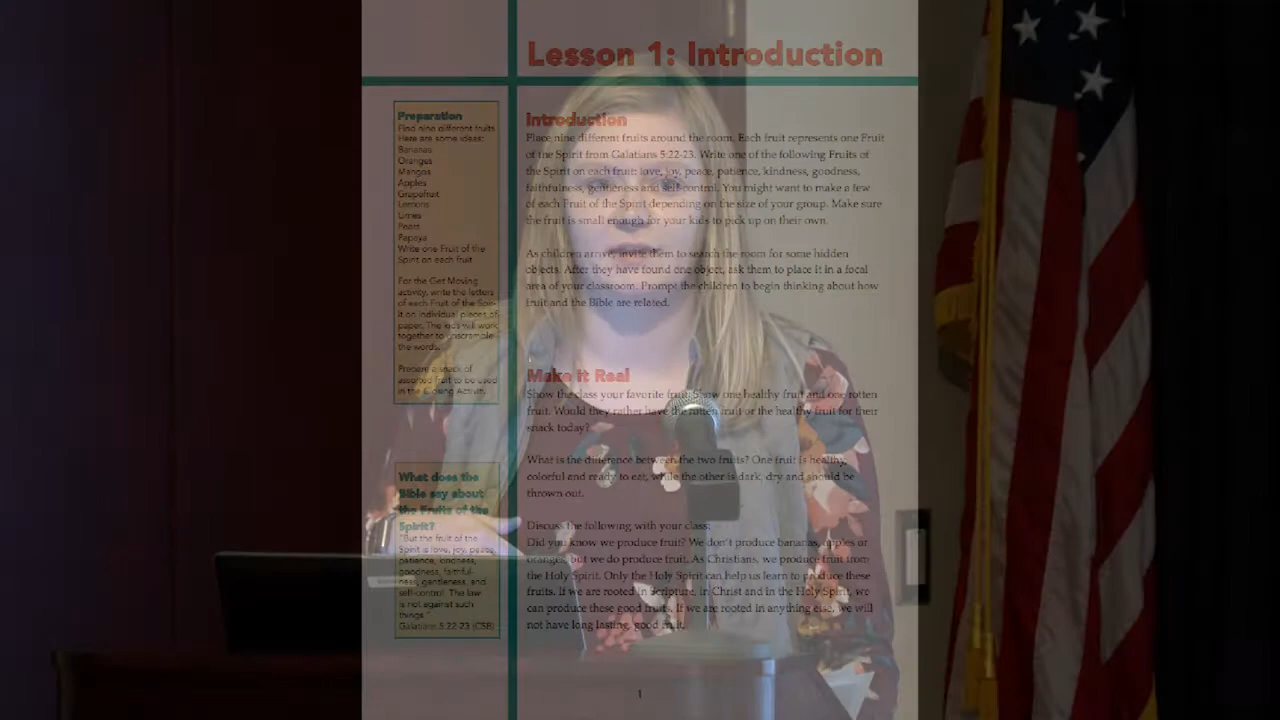 Lesson 1: Introduction
Preparation
Find nine different fruits
Here are some ideas:
Bananas
Oranges
Mangos
Apples
Grapefruit
Lemons
Limes
Pears
Papaya
Write one Fruit of the
Spirit on each fruit
For the Get Moving
activity, write the letters
of each Fruit of the Spir-
it on individual pieces of
paper. The kids will work
together to unscramble
the words.
Prepare a snack of
assorted fruit to be used
in the Closing Activity.
What does the
Bible say about
the Fruits of the
Spirit?
"But the fruit of the
Spirit is love, joy, peace,
patience, kindness,
goodness, faithful-
ness, gentleness, and
self-control. The law
is not against such
things."
Galatians 5:22-23 (CSB)
Introduction
Place nine different fruits around the room. Each fruit represents one Fruit
of the Spirit from Galatians 5:22-23. Write one of the following Fruits of
the Spirit on each fruit: love, joy, peace, patience, kindness, goodness,
faithfulness, gentleness and self-control. You might want to make a few
of each Fruit of the Spirit depending on the size of your group. Make sure
the fruit is small enough for your kids to pick up on their own.
As children arrive, invite them to search the room for some hidden
objects. After they have found one object, ask them to place it in a focal
area of your classroom. Prompt the children to begin thinking about how
fruit and the Bible are related.
Make it Real
Show the class your favorite fruit. Show one healthy fruit and one rotten
fruit. Would they rather have the rotten fruit or the healthy fruit for their
snack today?
What is the difference between the two fruits? One fruit is healthy,
colorful and ready to eat, while the other is dark, dry and should be
thrown out.
Discuss the following with your class:
Did you know we produce fruit? We don't produce bananas, apples or
oranges, but we do produce fruit. As Christians, we produce fruit from
the Holy Spirit. Only the Holy Spirit can help us learn to produce these
fruits. If we are rooted in Scripture, in Christ and in the Holy Spirit, we
can produce these good fruits. If we are rooted in anything else, we will
not have long lasting, good fruit.
1